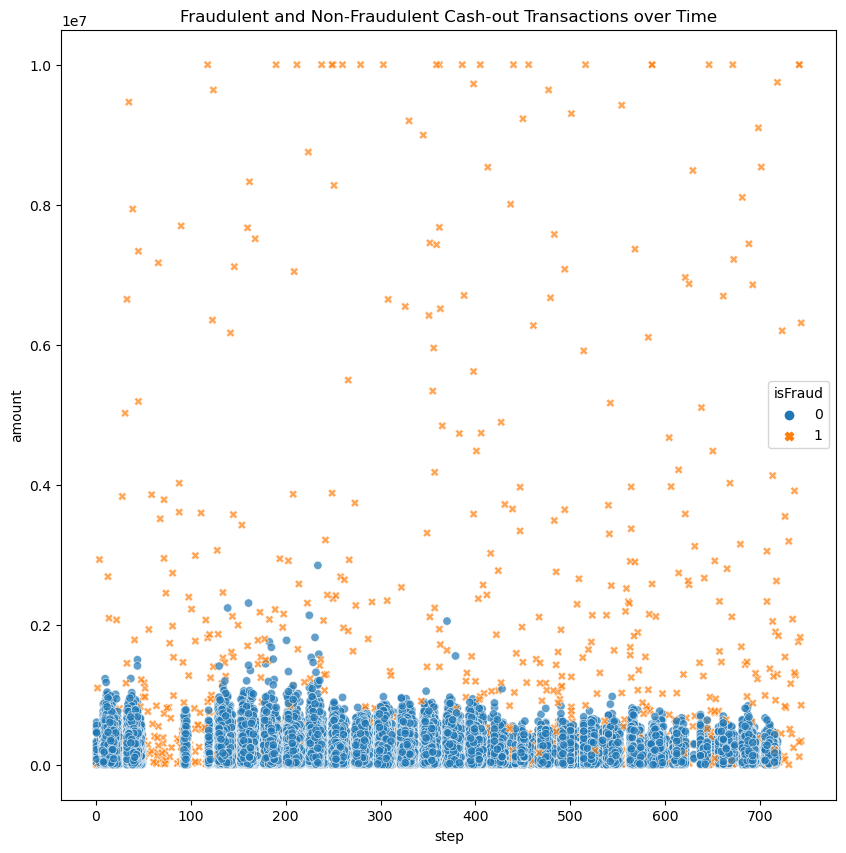 Fraudulent and Non-Fraudulent Cash-out Transactions over Time
1e7
1.0
0.8
0.6
0.4
0.2
0.0
amount
isFraud
0
1
0 100 200 300 400 500 600 700
step